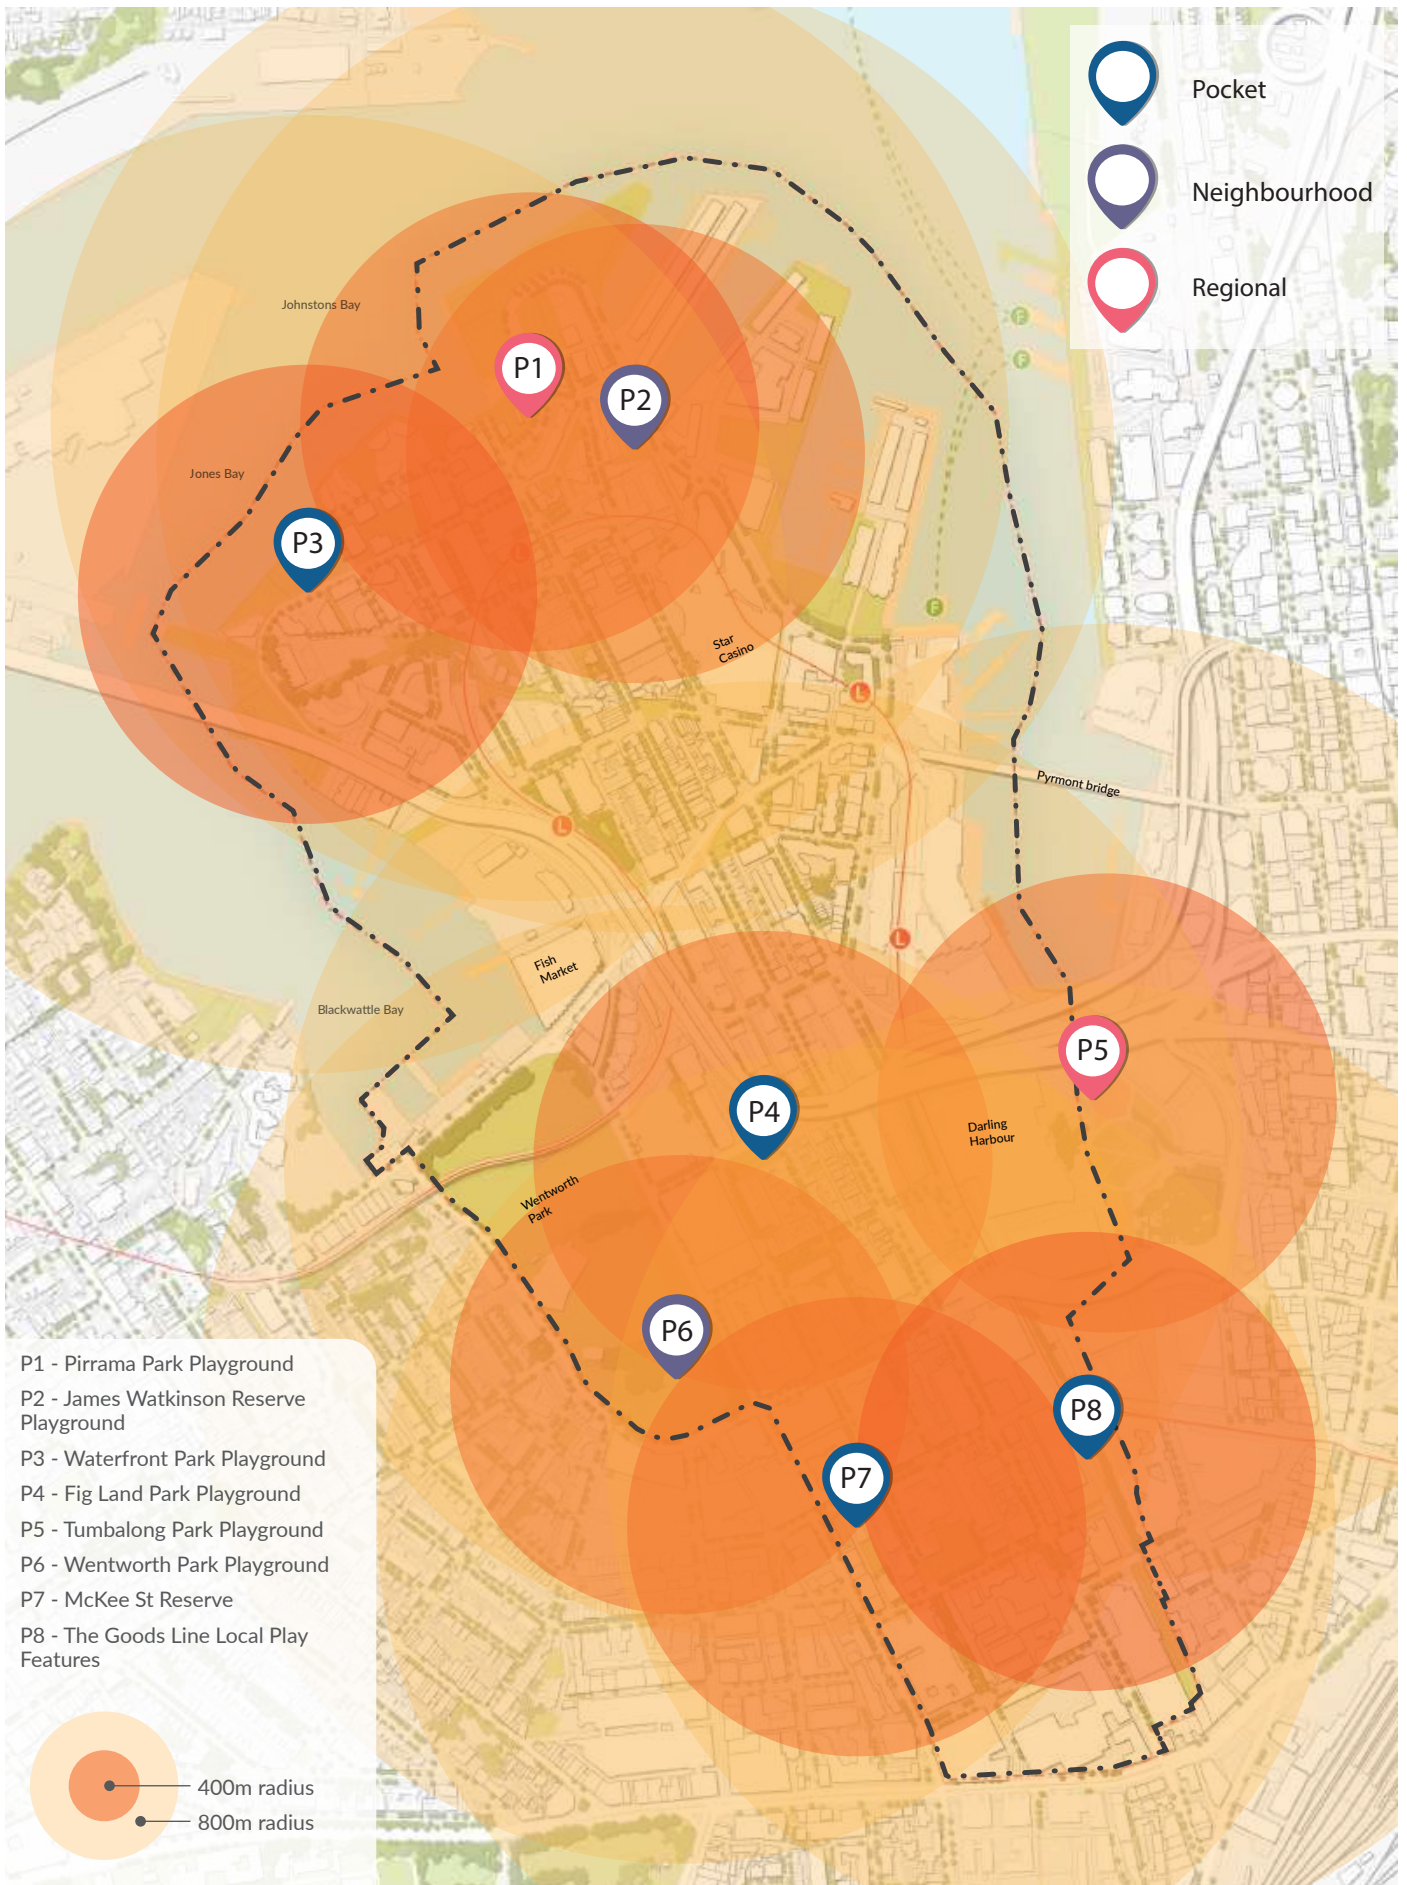 Pocket
Neighbourhood
Regional
Johnstons Bay
P1
P2
Jones Bay
P3
F
F
F
Star
Casino
L
Pyrmont bridge
L
L
Fish
Market
Blackwattle Bay
P5
P4
Darling
Harbour
Wentworth
Park
P6
P8
P7
P1 - Pirrama Park Playground
P2 - James Watkinson Reserve
Playground
P3 - Waterfront Park Playground
P4 - Fig Land Park Playground
P5 - Tumbalong Park Playground
P6 - Wentworth Park Playground
P7 - McKee St Reserve
P8 - The Goods Line Local Play
Features
400m radius
800m radius